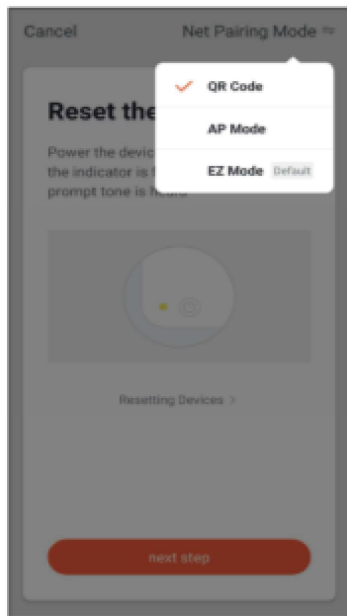 Cancel
Net Pairing Mode
QR Code
AP Mode
EZ Mode Default
Reset the
Power the devic
the indicator is
prompt tone is
Resetting Devices >
next step